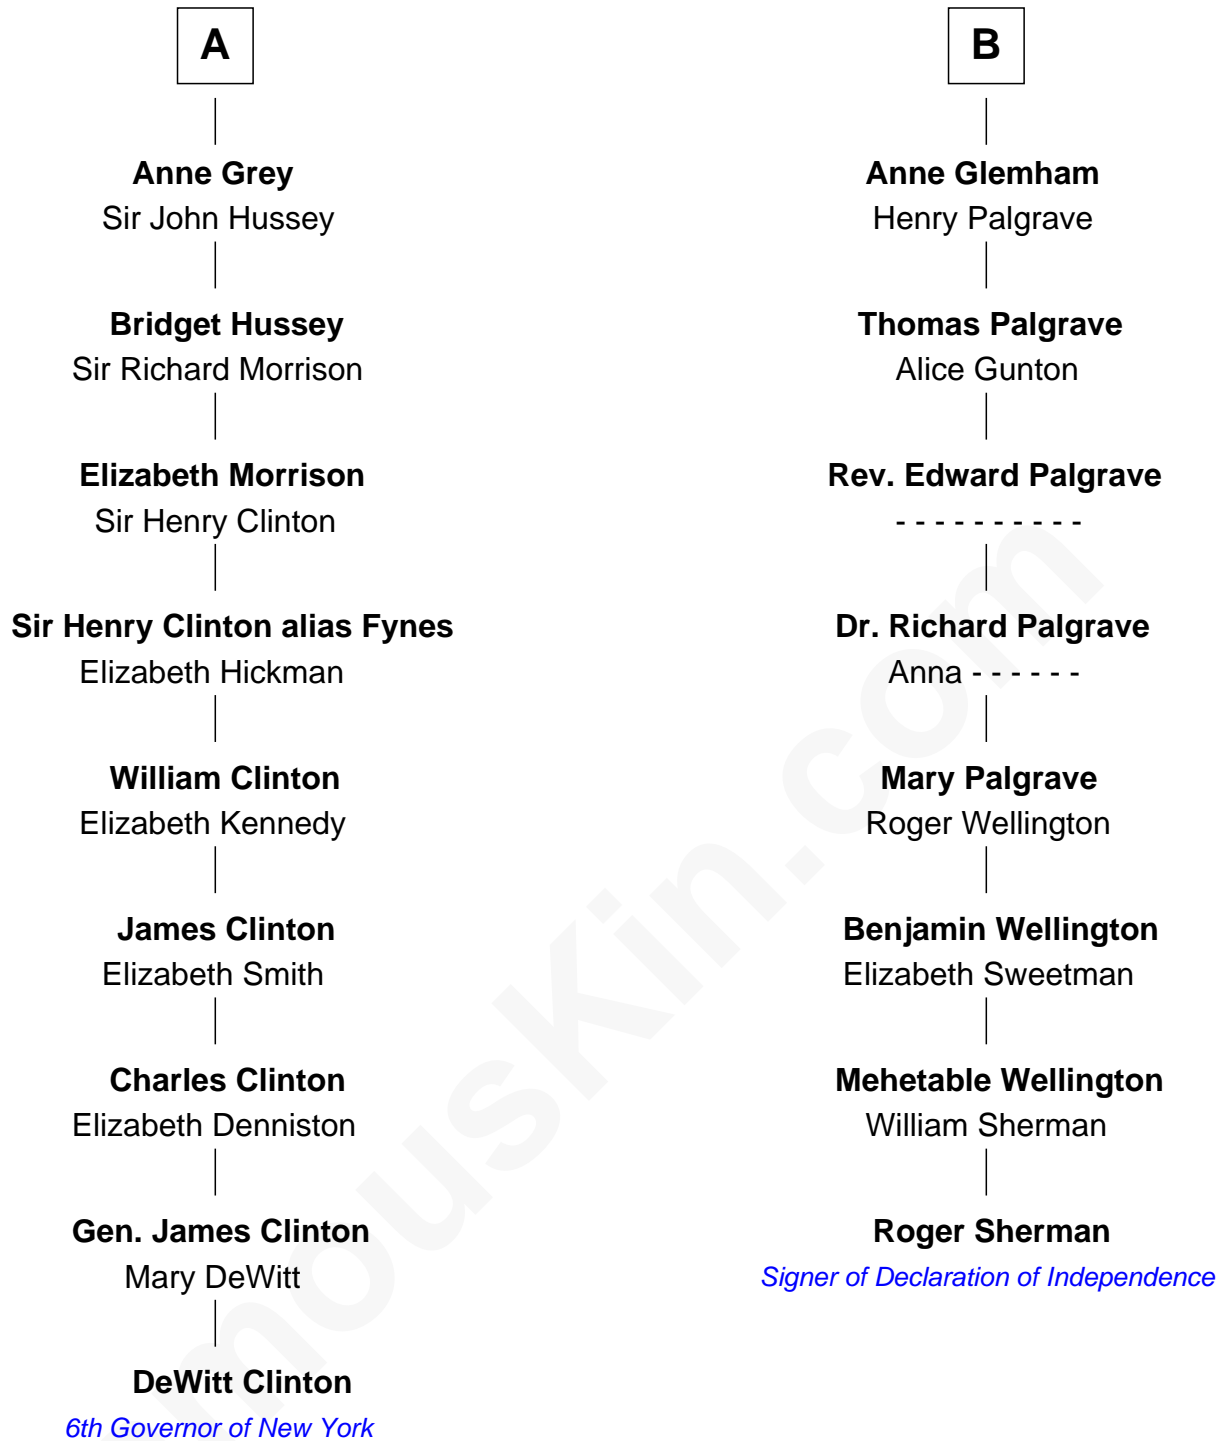 A
Anne Grey
Sir John Hussey
Bridget Hussey
Sir Richard Morrison
Elizabeth Morrison
Sir Henry Clinton
Sir Henry Clinton alias Fynes
Elizabeth Hickman
William Clinton
Elizabeth Kennedy
James Clinton
Elizabeth Smith
Charles Clinton
Elizabeth Denniston
Gen. James Clinton
Mary DeWitt
DeWitt Clinton
6th Governor of New York
B
Anne Glemham
Henry Palgrave
Thomas Palgrave
Alice Gunton
Rev. Edward Palgrave
- - - - - - - - - -
Dr. Richard Palgrave
Anna - - - - - -
Mary Palgrave
Roger Wellington
Benjamin Wellington
Elizabeth Sweetman
Mehetable Wellington
William Sherman
Roger Sherman
Signer of Declaration of Independence
mouskin.com